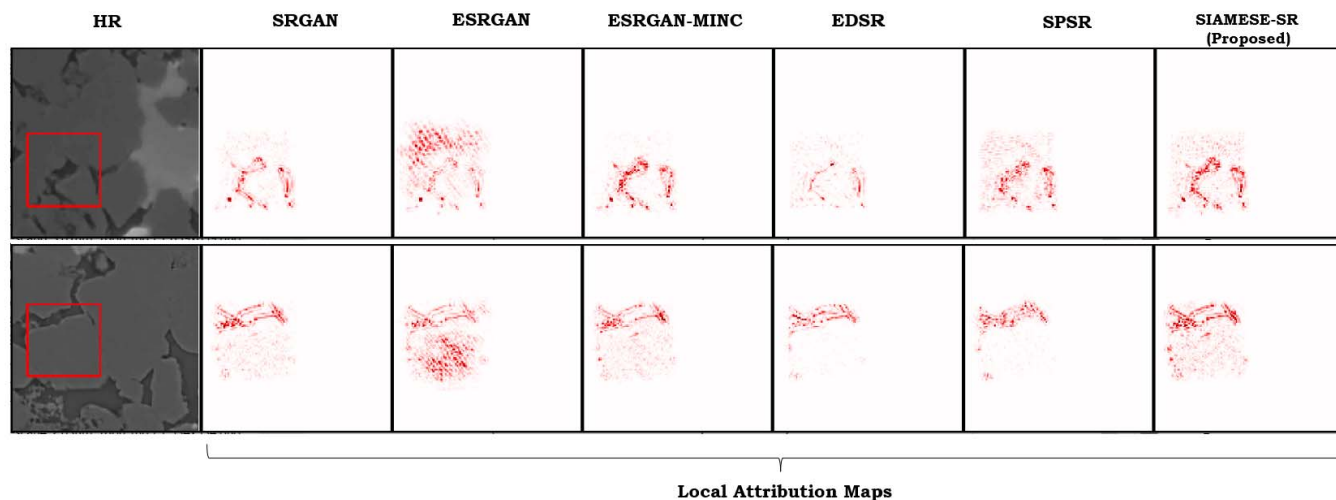 HR SRGAN ESRGAN ESRGAN-MINC EDSR SPSR SIAMESE-SR
(Proposed)
Local Attribution Maps